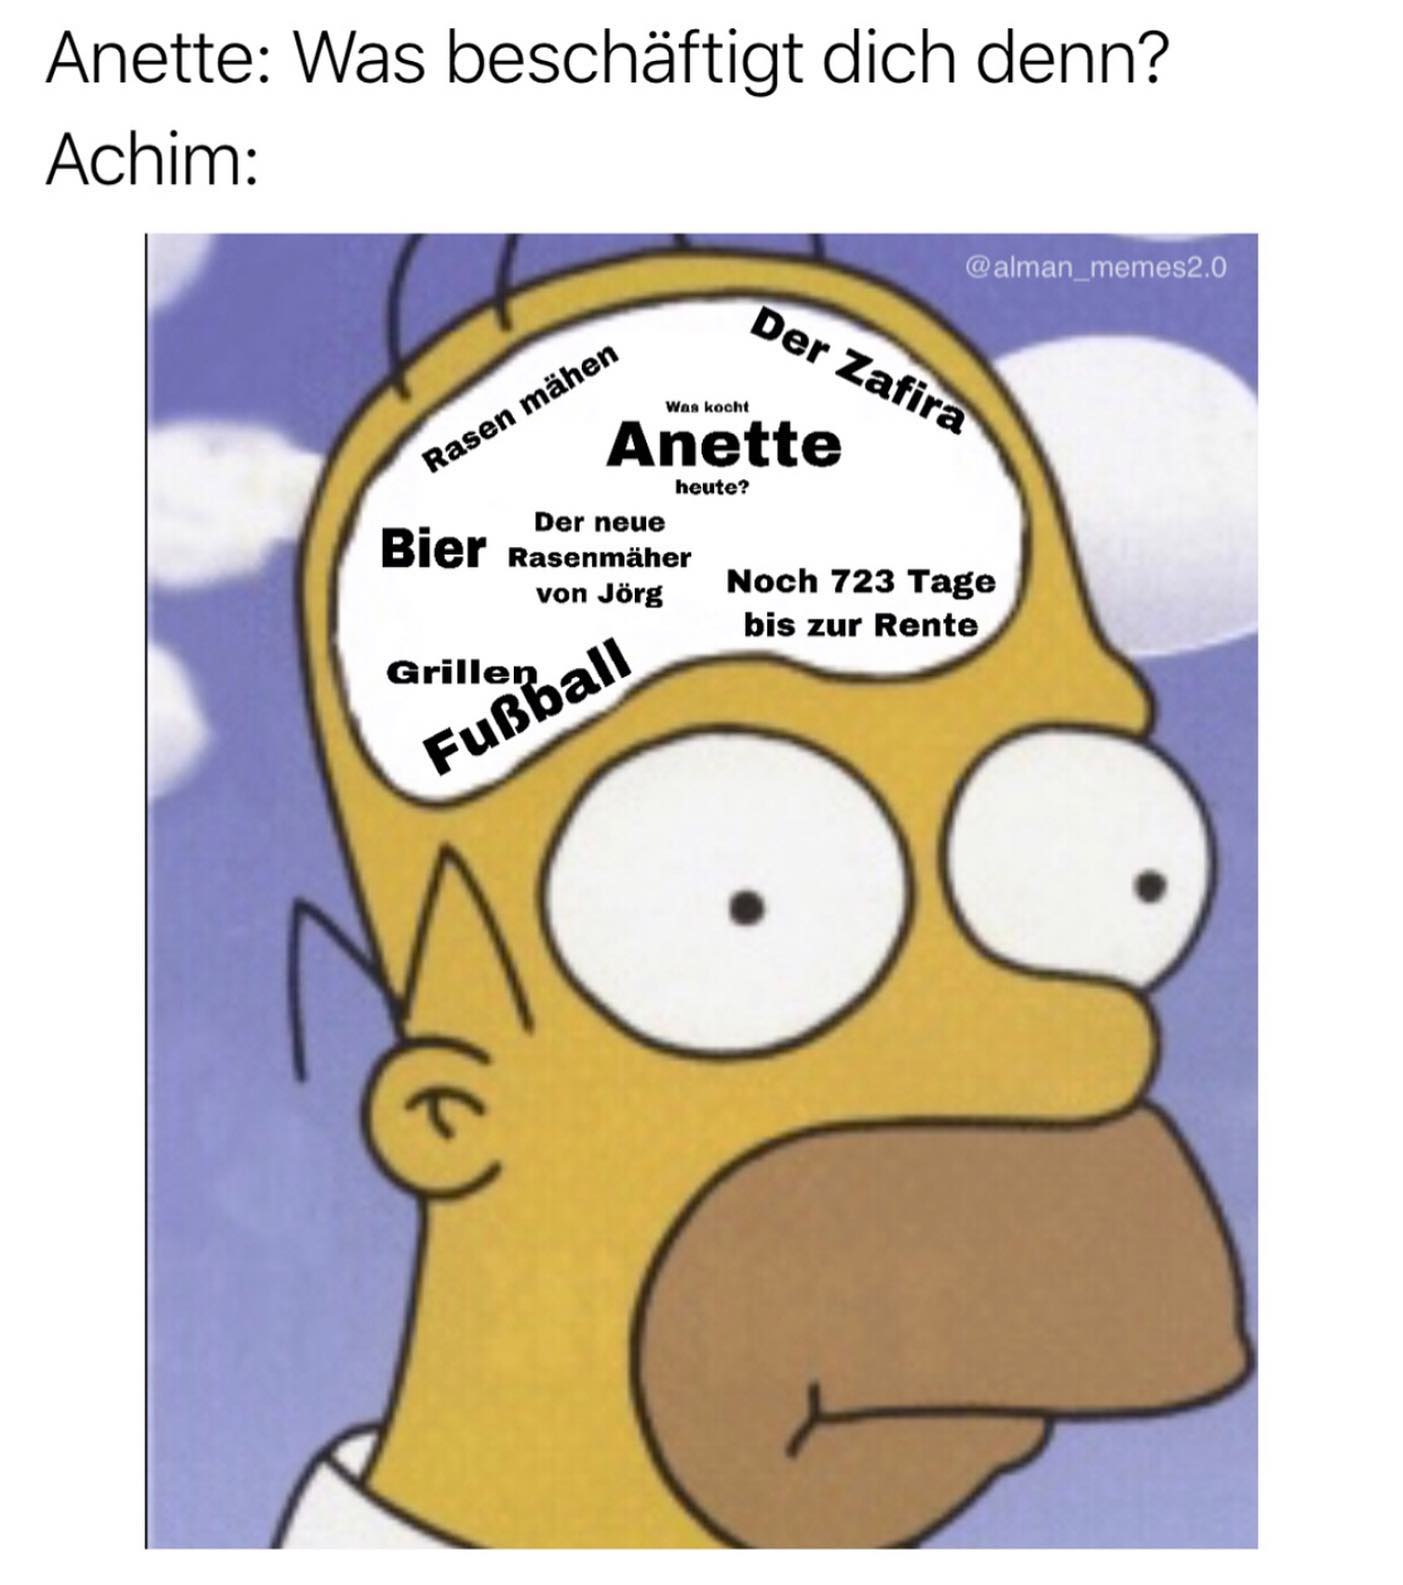 Anette: Was beschäftigt dich denn?
Achim:
@alman_memes2.0
Der Zafira
Rasen mähen
Was kocht
Anette
heute?
Bier
Der neue
Rasenmäher
von Jörg
Noch 723 Tage
bis zur Rente
Grillen
Fußball